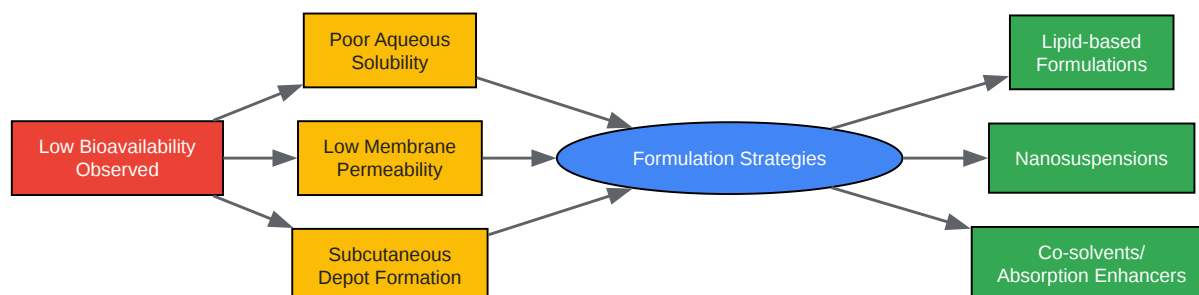 Low Bioavailability
Observed
Poor Aqueous
Solubility
Low Membrane
Permeability
Subcutaneous
Depot Formation
Formulation Strategies
Lipid-based
Formulations
Nanosuspensions
Co-solvents/
Absorption Enhancers